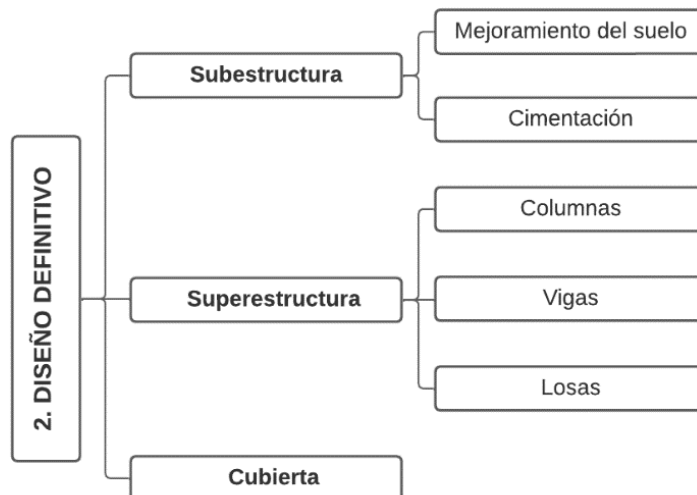 2. DISEÑO DEFINITIVO
Subestructura
Mejoramiento del suelo
Cimentación
Superestructura
Columnas
Vigas
Losas
Cubierta